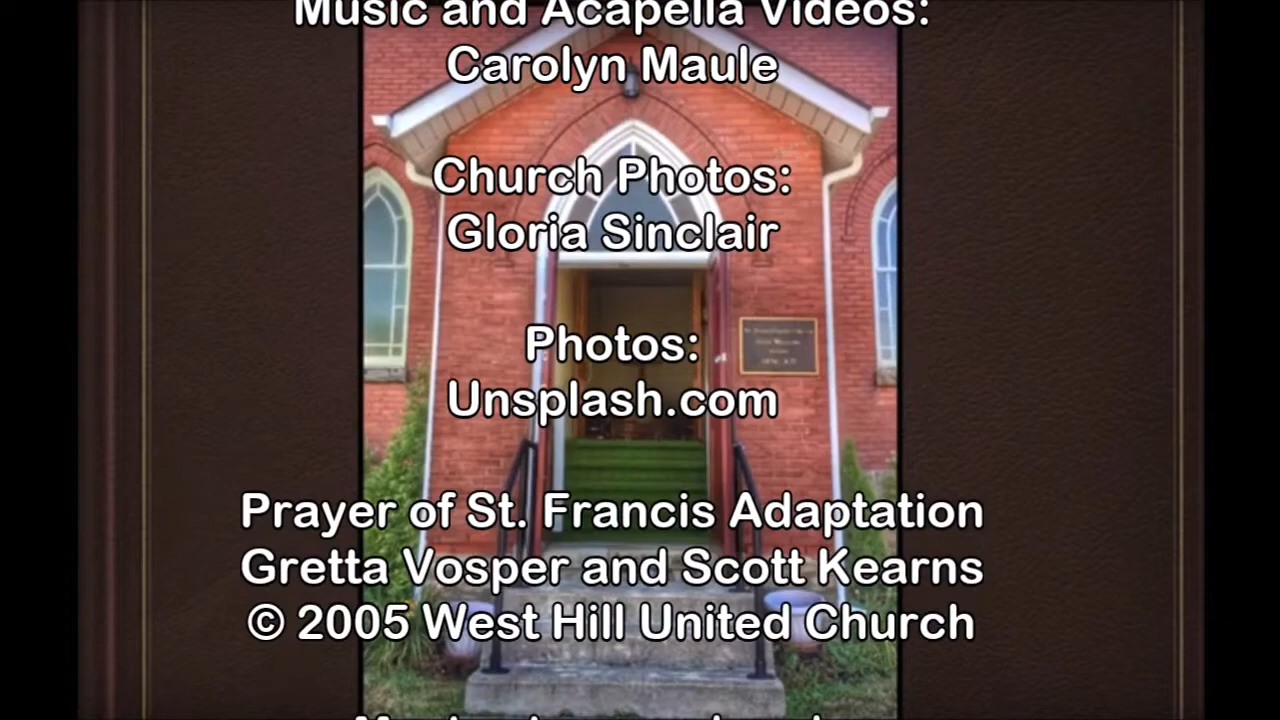 Music and Acapella Videos:
Carolyn Maule
Church Photos:
Gloria Sinclair
Photos:
Unsplash.com
Prayer of St. Francis Adaptation
Gretta Vosper and Scott Kearns
© 2005 West Hill United Church